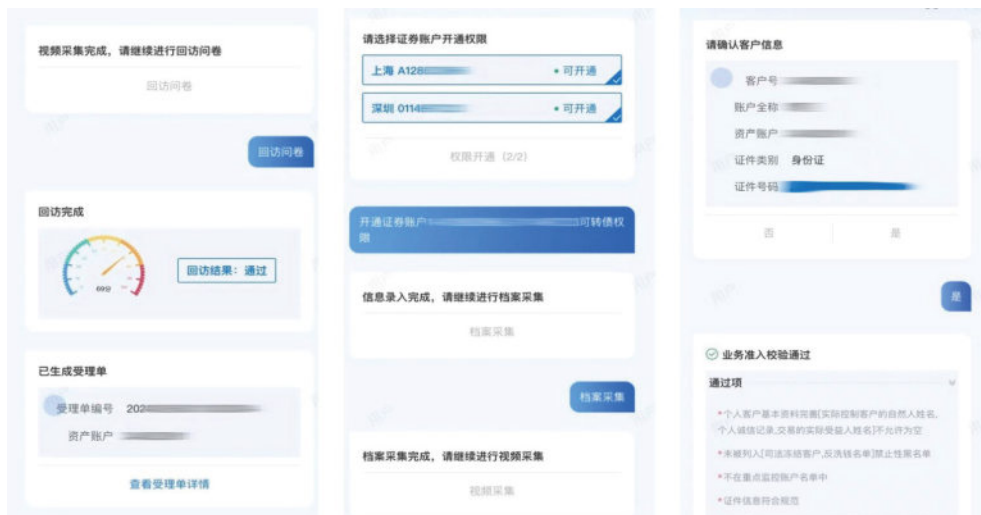 视频采集完成，请继续进行回访问卷
回访问卷
回访问卷
回访完成
69分
回访结果：通过
已生成受理单
受理单编号 202
资产账户
查看受理单详情
请选择证券账户开通权限
上海 A128
可开通
深圳 0114
可开通
权限开通（2/2）
开通证券账户
可转债权
限
信息录入完成，请继续进行档案采集
档案采集
档案采集
档案采集完成，请继续进行视频采集
视频采集
请确认客户信息
客户号
账户全称
资产账户
证件类别 身份证
证件号码
否
是
是
业务准入校验通过
通过项
*个人客户基本资料完善[实际控制客户的自然人姓名,
个人诚信记录,交易的实际受益人姓名]不允许为空
*未被列入[司法冻结客户,反洗钱名单]禁止性黑名单
*不在重点监控账户名单中
*证件信息符合规范